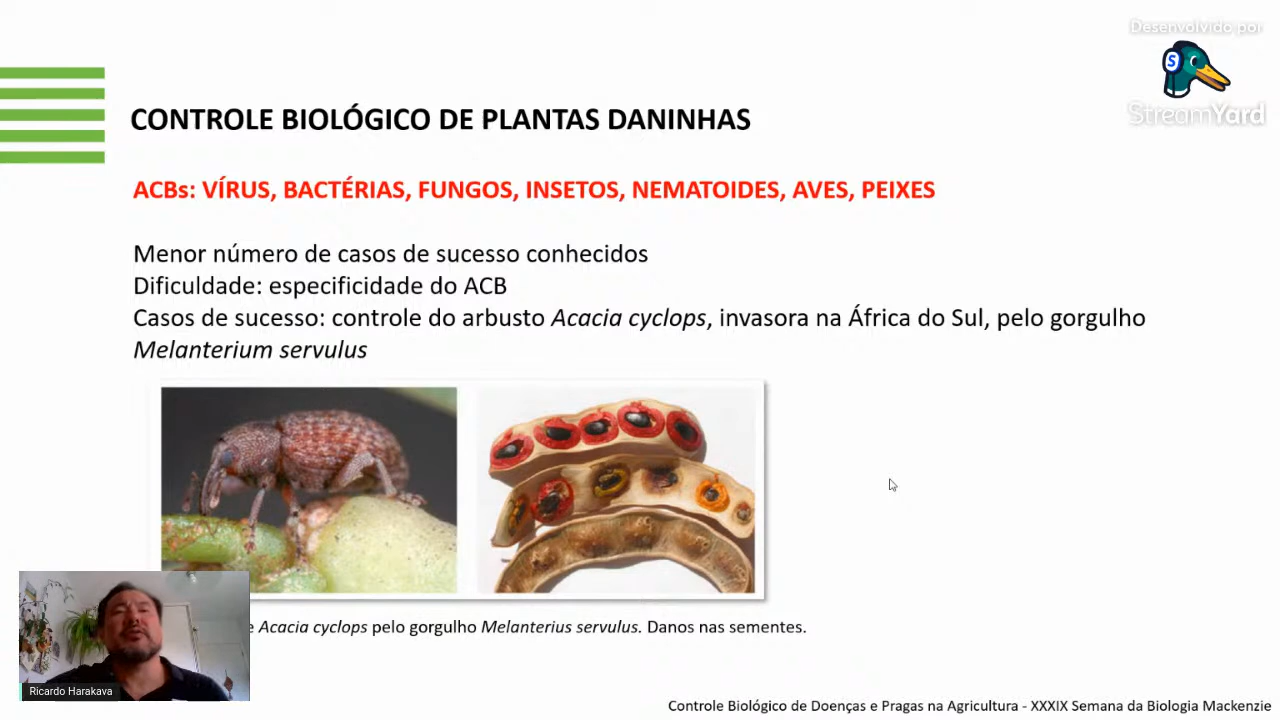 Desenvolvido por
S
StreamYard
CONTROLE BIOLÓGICO DE PLANTAS DANINHAS
ACBs: VÍRUS, BACTÉRIAS, FUNGOS, INSETOS, NEMATOIDES, AVES, PEIXES
Menor número de casos de sucesso conhecidos
Dificuldade: especificidade do ACB
Casos de sucesso: controle do arbusto Acacia cyclops, invasora na África do Sul, pelo gorgulho
Melanterium servulus
Acacia cyclops pelo gorgulho Melanterius servulus. Danos nas sementes.
Ricardo Harakava
Controle Biológico de Doenças e Pragas na Agricultura - XXXIX Semana da Biologia Mackenzie